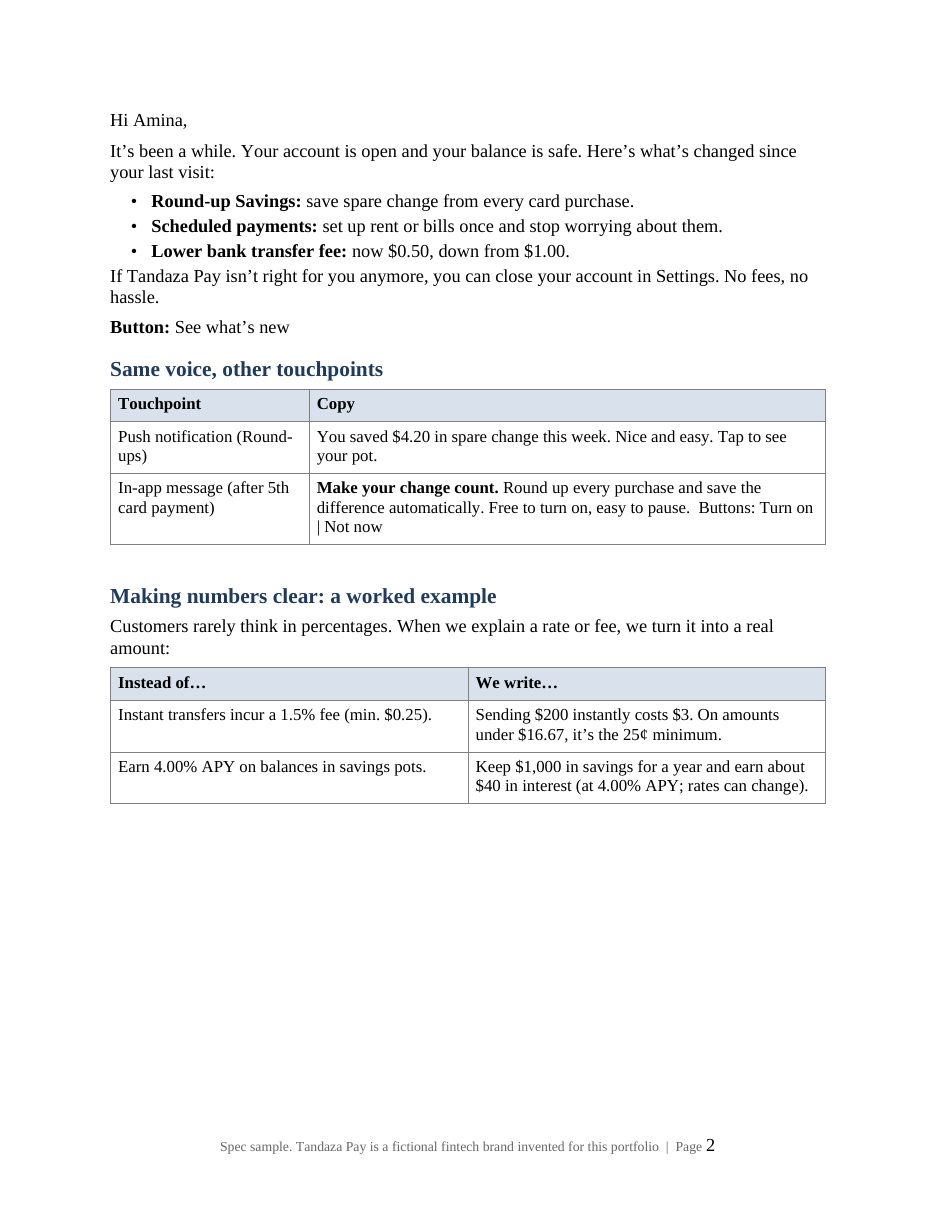 Hi Amina,
It’s been a while. Your account is open and your balance is safe. Here’s what’s changed since
your last visit:
• Round-up Savings: save spare change from every card purchase.
• Scheduled payments: set up rent or bills once and stop worrying about them.
• Lower bank transfer fee: now $0.50, down from $1.00.
If Tandaza Pay isn’t right for you anymore, you can close your account in Settings. No fees, no
hassle.
Button: See what’s new
Same voice, other touchpoints
Touchpoint
Copy
Push notification (Round-
ups)
You saved $4.20 in spare change this week. Nice and easy. Tap to see
your pot.
In-app message (after 5th
card payment)
Make your change count. Round up every purchase and save the
difference automatically. Free to turn on, easy to pause.  Buttons: Turn on
| Not now
Making numbers clear: a worked example
Customers rarely think in percentages. When we explain a rate or fee, we turn it into a real
amount:
Instead of…
We write…
Instant transfers incur a 1.5% fee (min. $0.25).
Sending $200 instantly costs $3. On amounts
under $16.67, it’s the 25¢ minimum.
Earn 4.00% APY on balances in savings pots.
Keep $1,000 in savings for a year and earn about
$40 in interest (at 4.00% APY; rates can change).
Spec sample. Tandaza Pay is a fictional fintech brand invented for this portfolio  |  Page 2